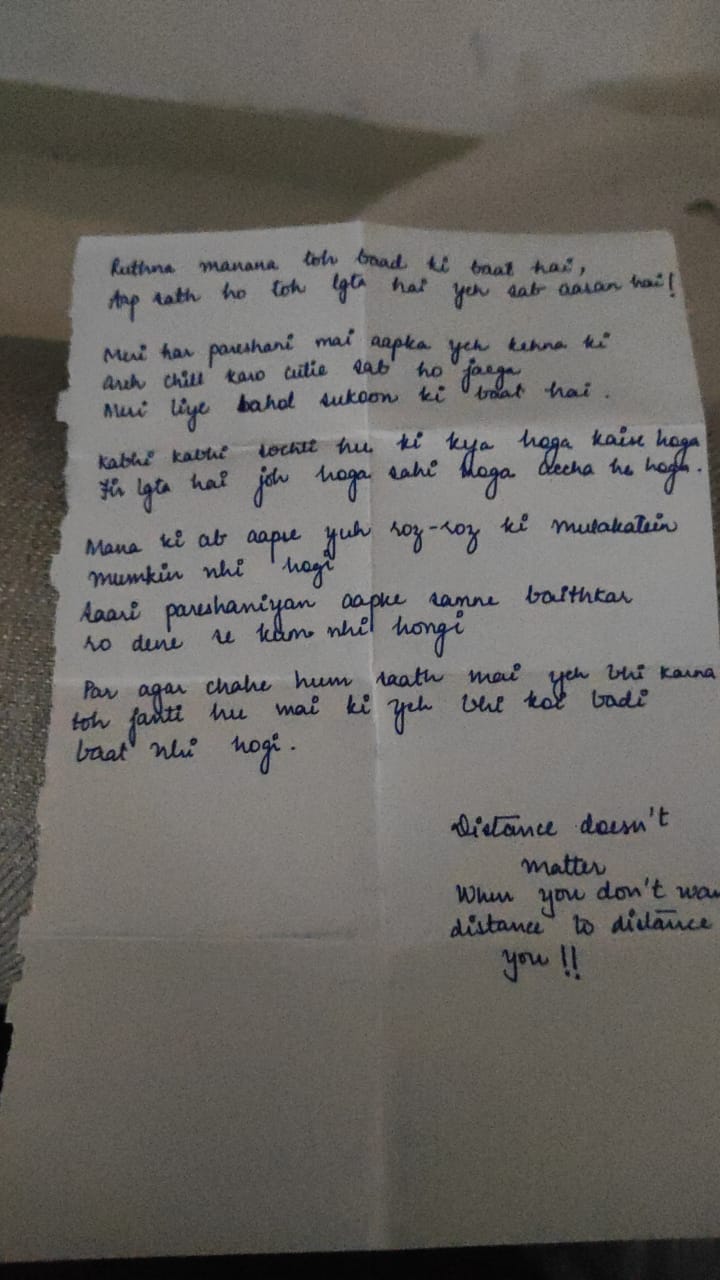 Ruthna manana toh baad ki baat hai,
Aap sath ho toh lgta hai yeh sab aasan hai!
Meri har pareshani mai aapka yeh kehna ki
areh chill karo cutie sab ho jaega
Meri liye bahot sukoon ki baat hai.
Kabhi kabhi sochti hu ki kya hoga kaise hoga
Fir lgta hai joh hoga sahi hoga accha he hoga.
Mana ki ab aapse yuh roz-roz ki mulakatein
mumkin nhi hogi
Saari pareshaniyan aapke samne baithkar
ro dene se kam nhi hongi
Par agar chahe hum saath mai yeh bhi karna
toh janti hu mai ki yeh bhi koi badi
baat nhi hogi.
Distance doesn't
matter
When you don't wa
distance to distance
you!!